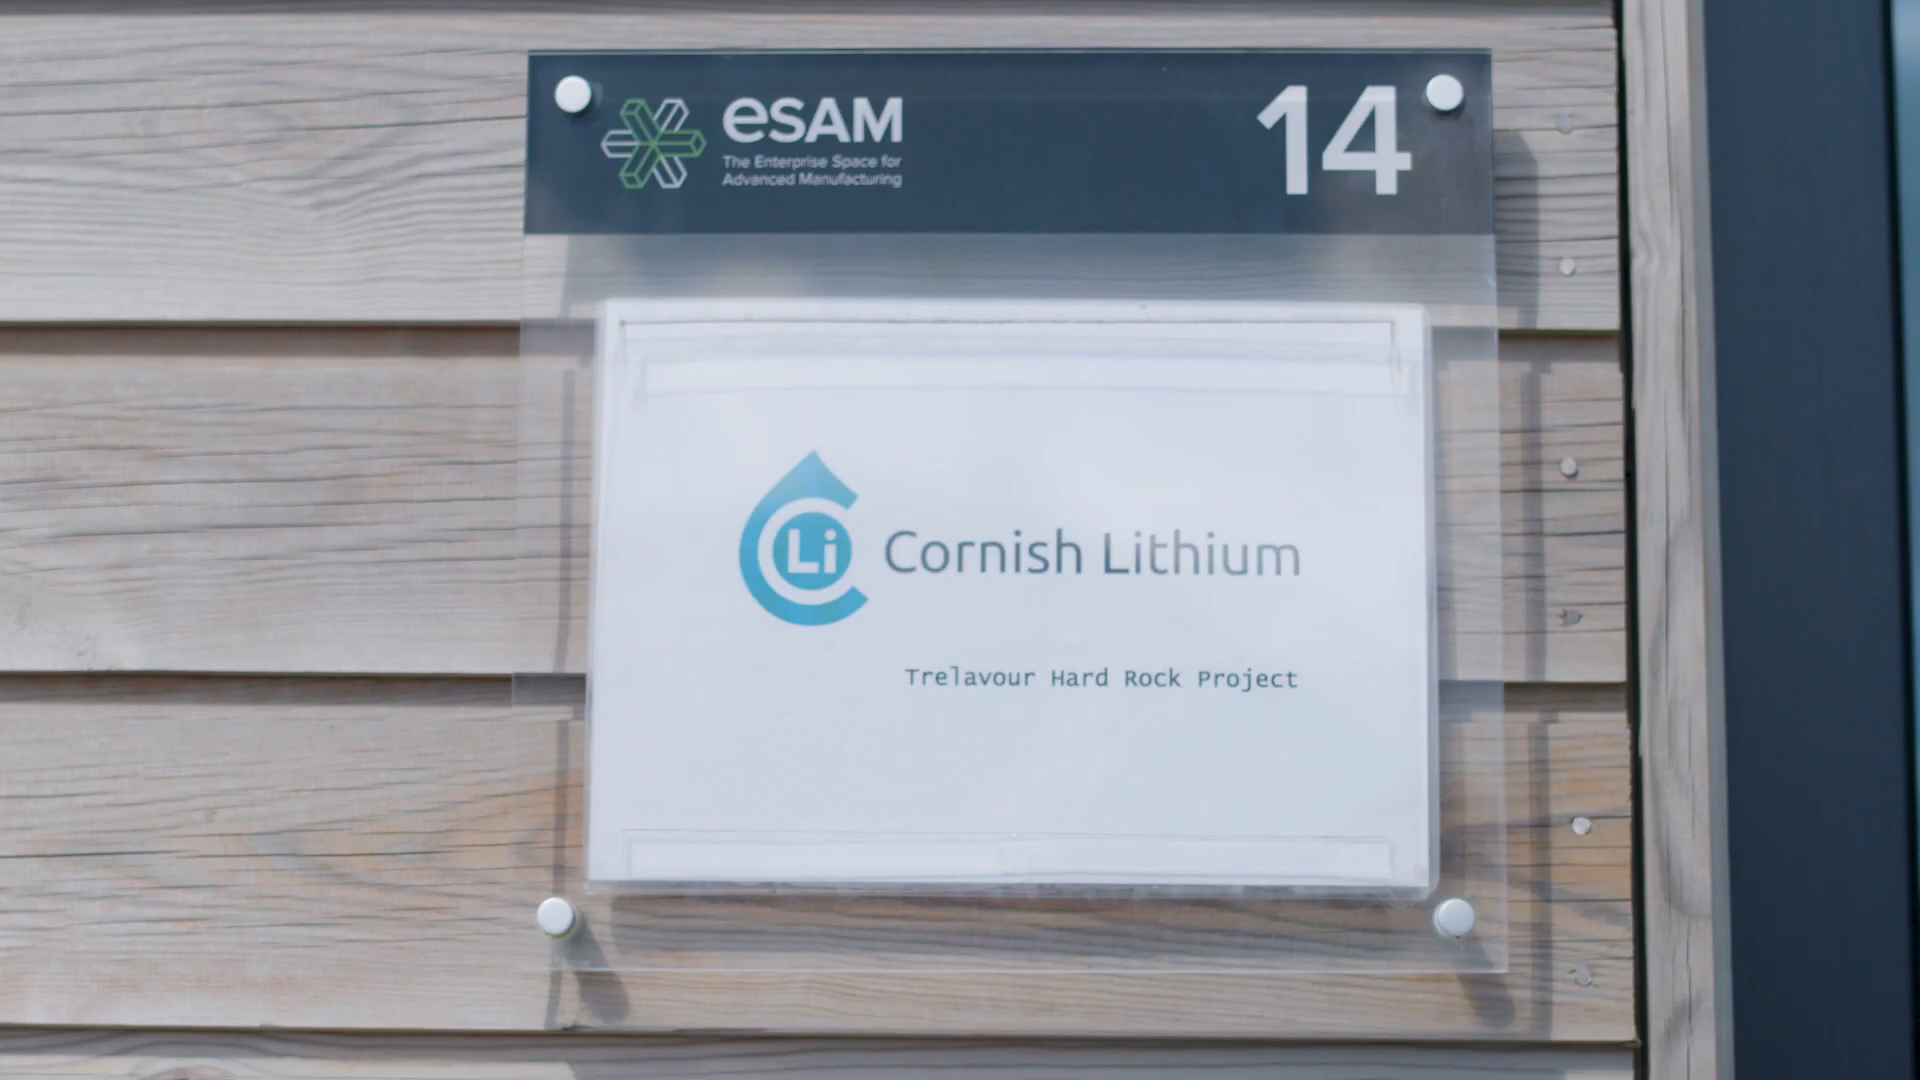 eSAM
The Enterprise Space for
Advanced Manufacturing
14
Li
Cornish Lithium
Trelavour Hard Rock Project